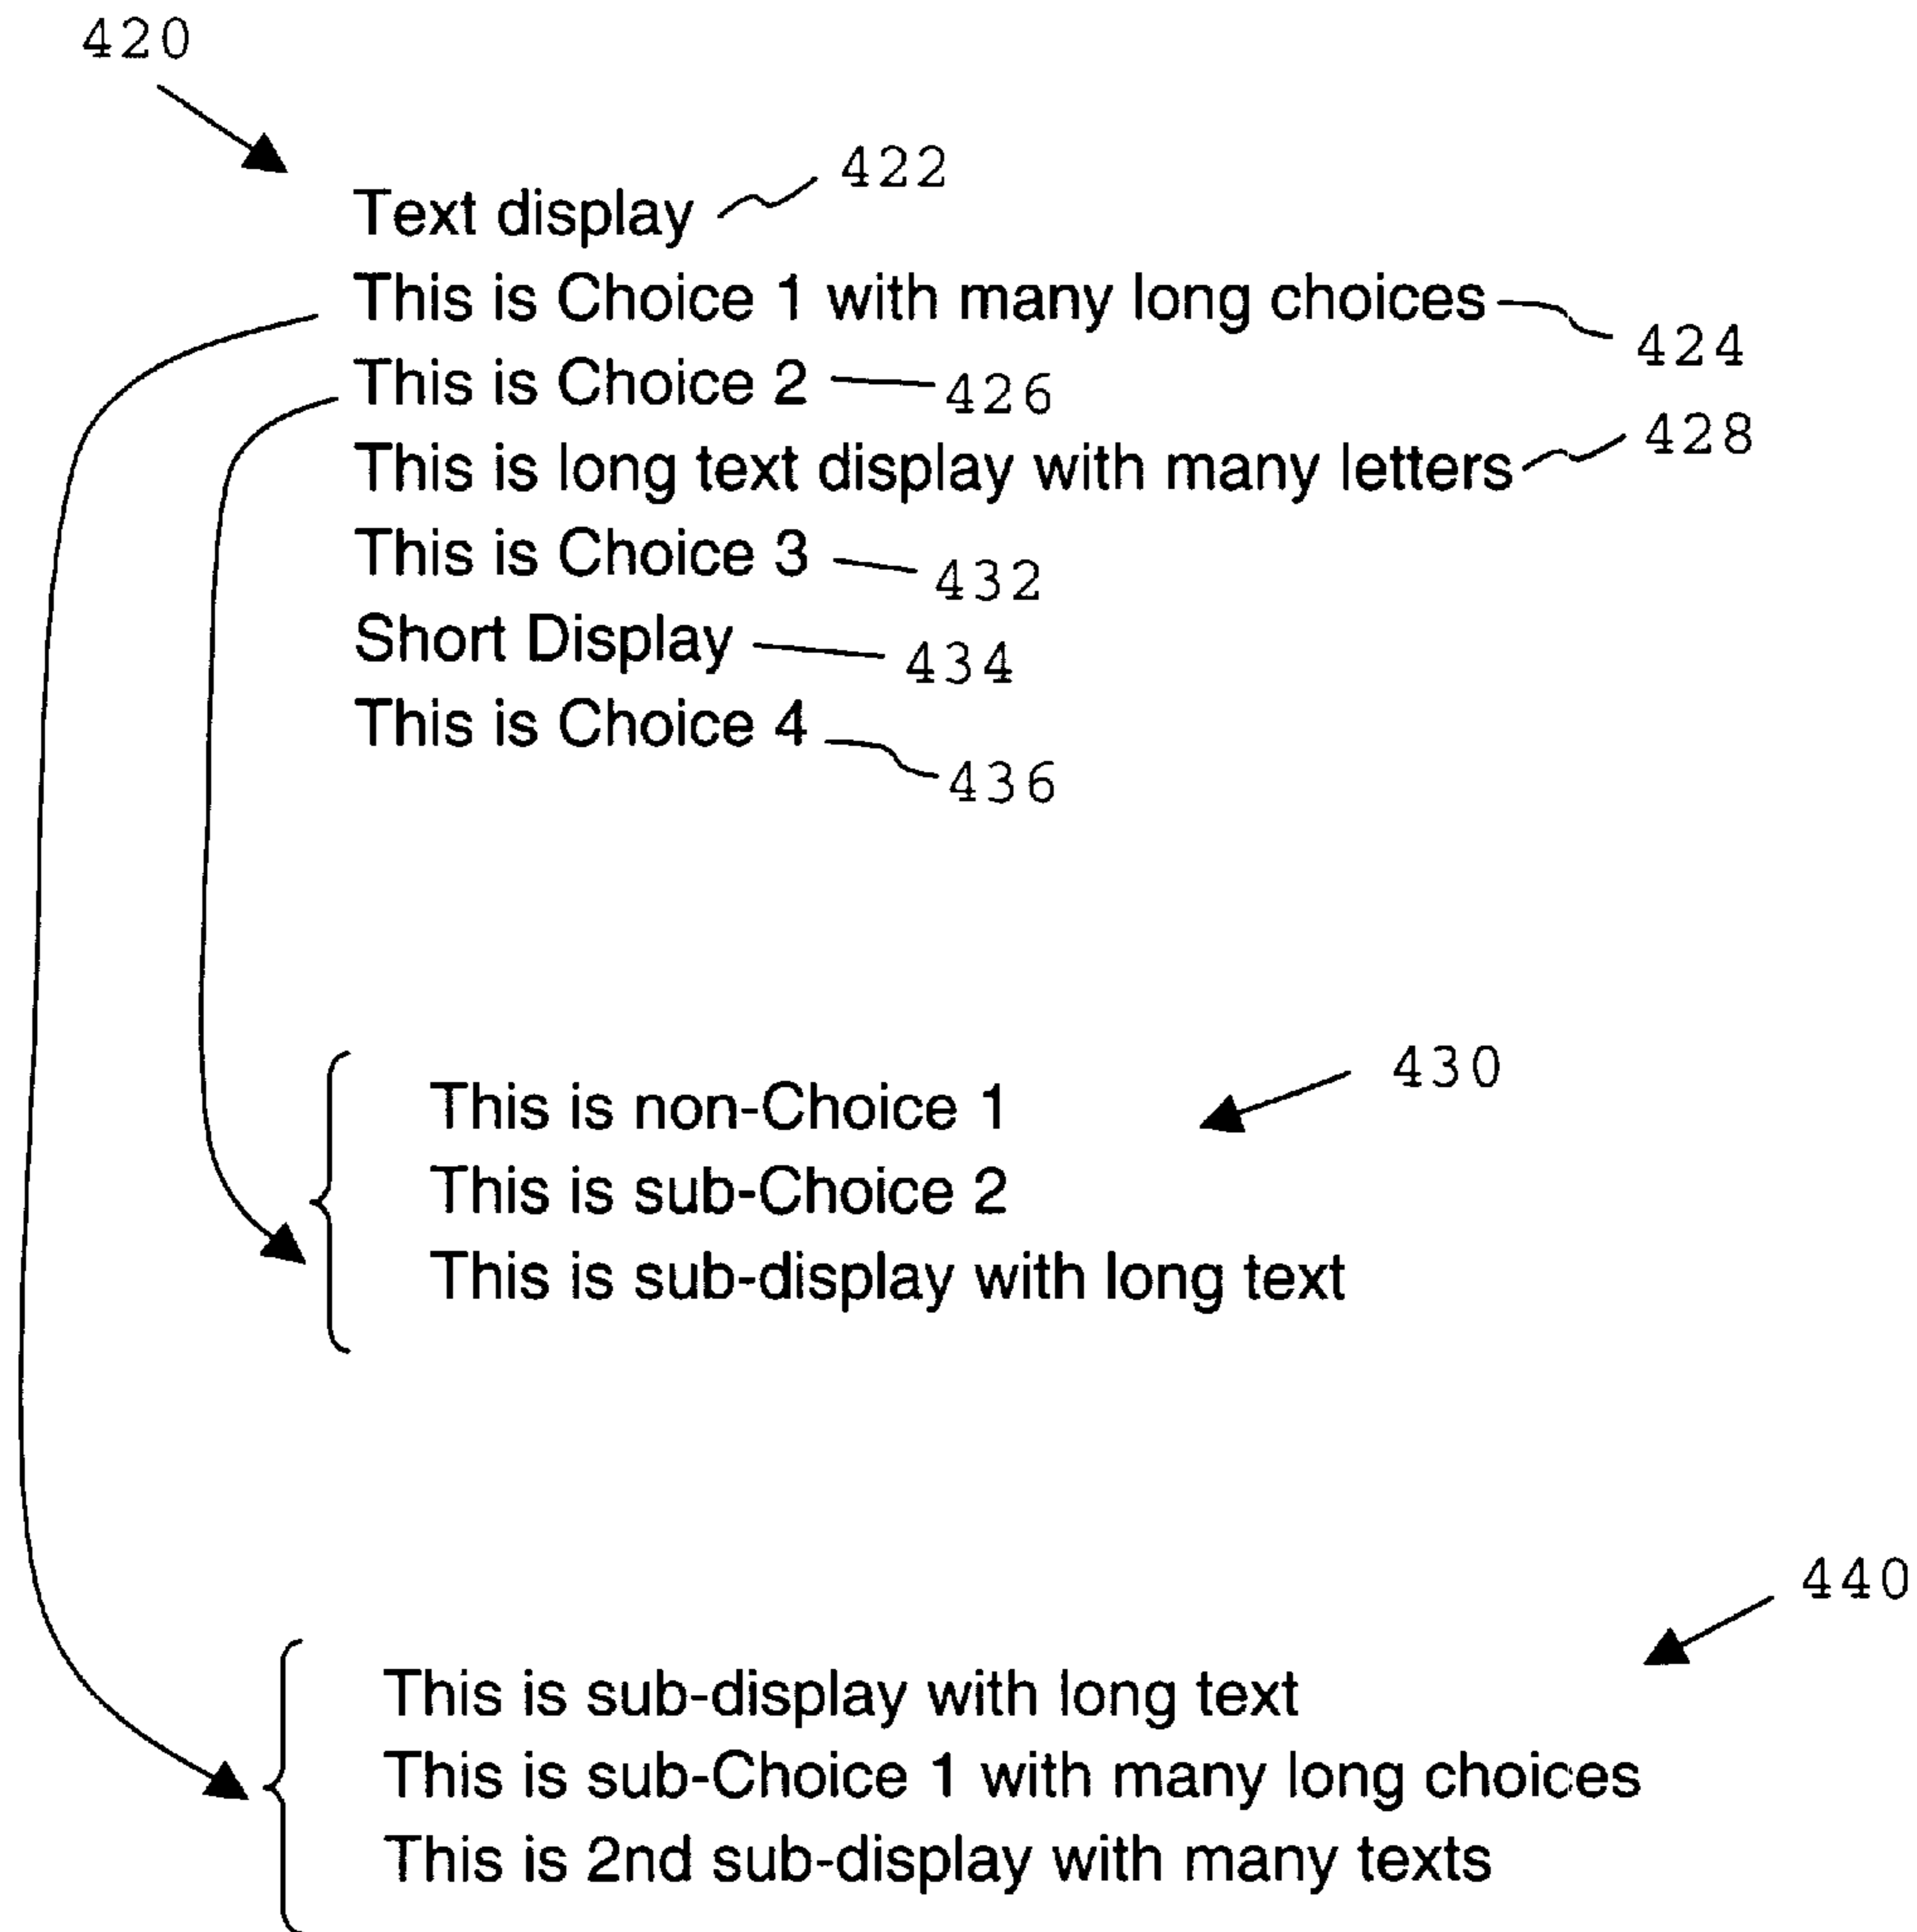 420
Text display 422
This is Choice 1 with many long choices 424
This is Choice 2 426
This is long text display with many letters 428
This is Choice 3 432
Short Display 434
This is Choice 4 436
430
This is non-Choice 1
This is sub-Choice 2
This is sub-display with long text
440
This is sub-display with long text
This is sub-Choice 1 with many long choices
This is 2nd sub-display with many texts